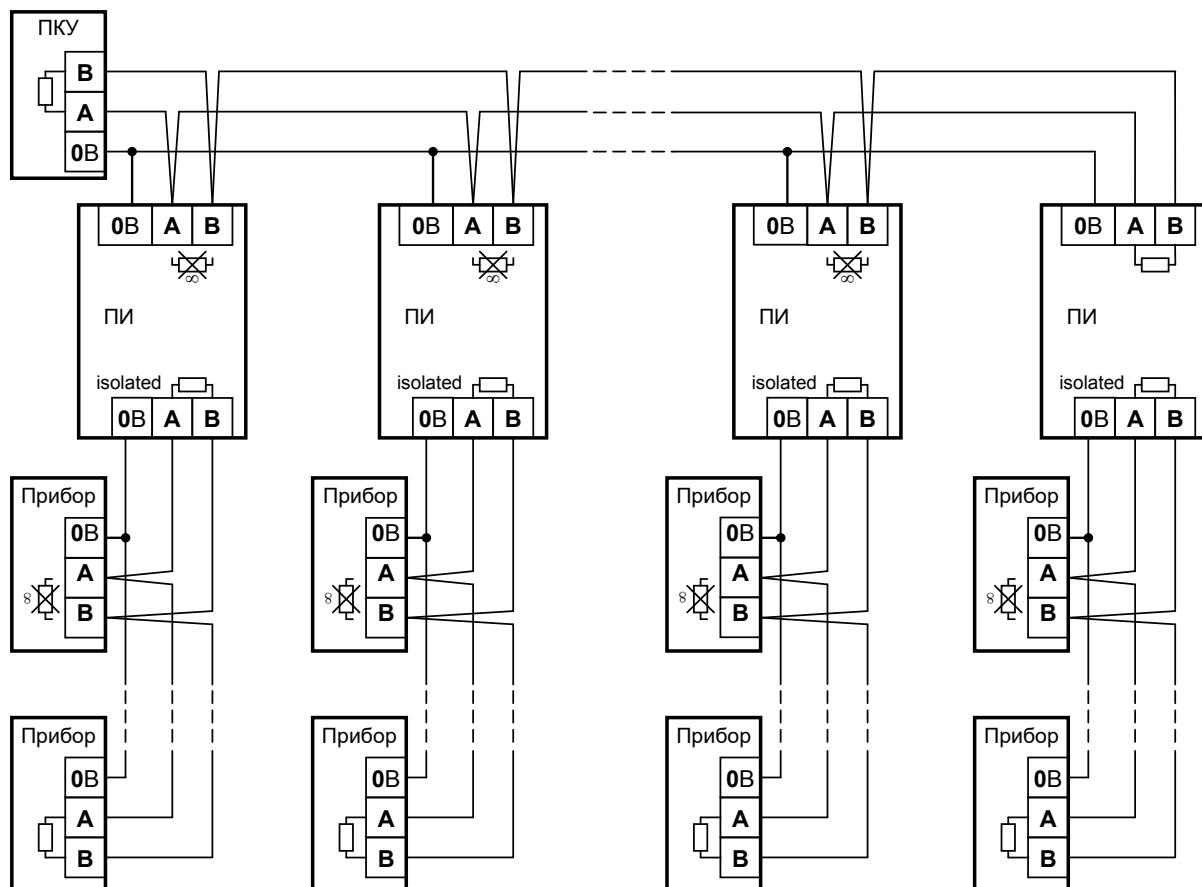 ПКУ
B
A
0В
0В A B 0В A B 0В A B 0В A B
∞ ∞ ∞
ПИ ПИ ПИ ПИ
isolated isolated isolated isolated
0В A B 0В A B 0В A B 0В A B
Прибор Прибор Прибор Прибор
0В 0В 0В 0В
A A A A
∞ ∞ ∞ ∞
B B B B
Прибор Прибор Прибор Прибор
0В 0В 0В 0В
A A A A
B B B B